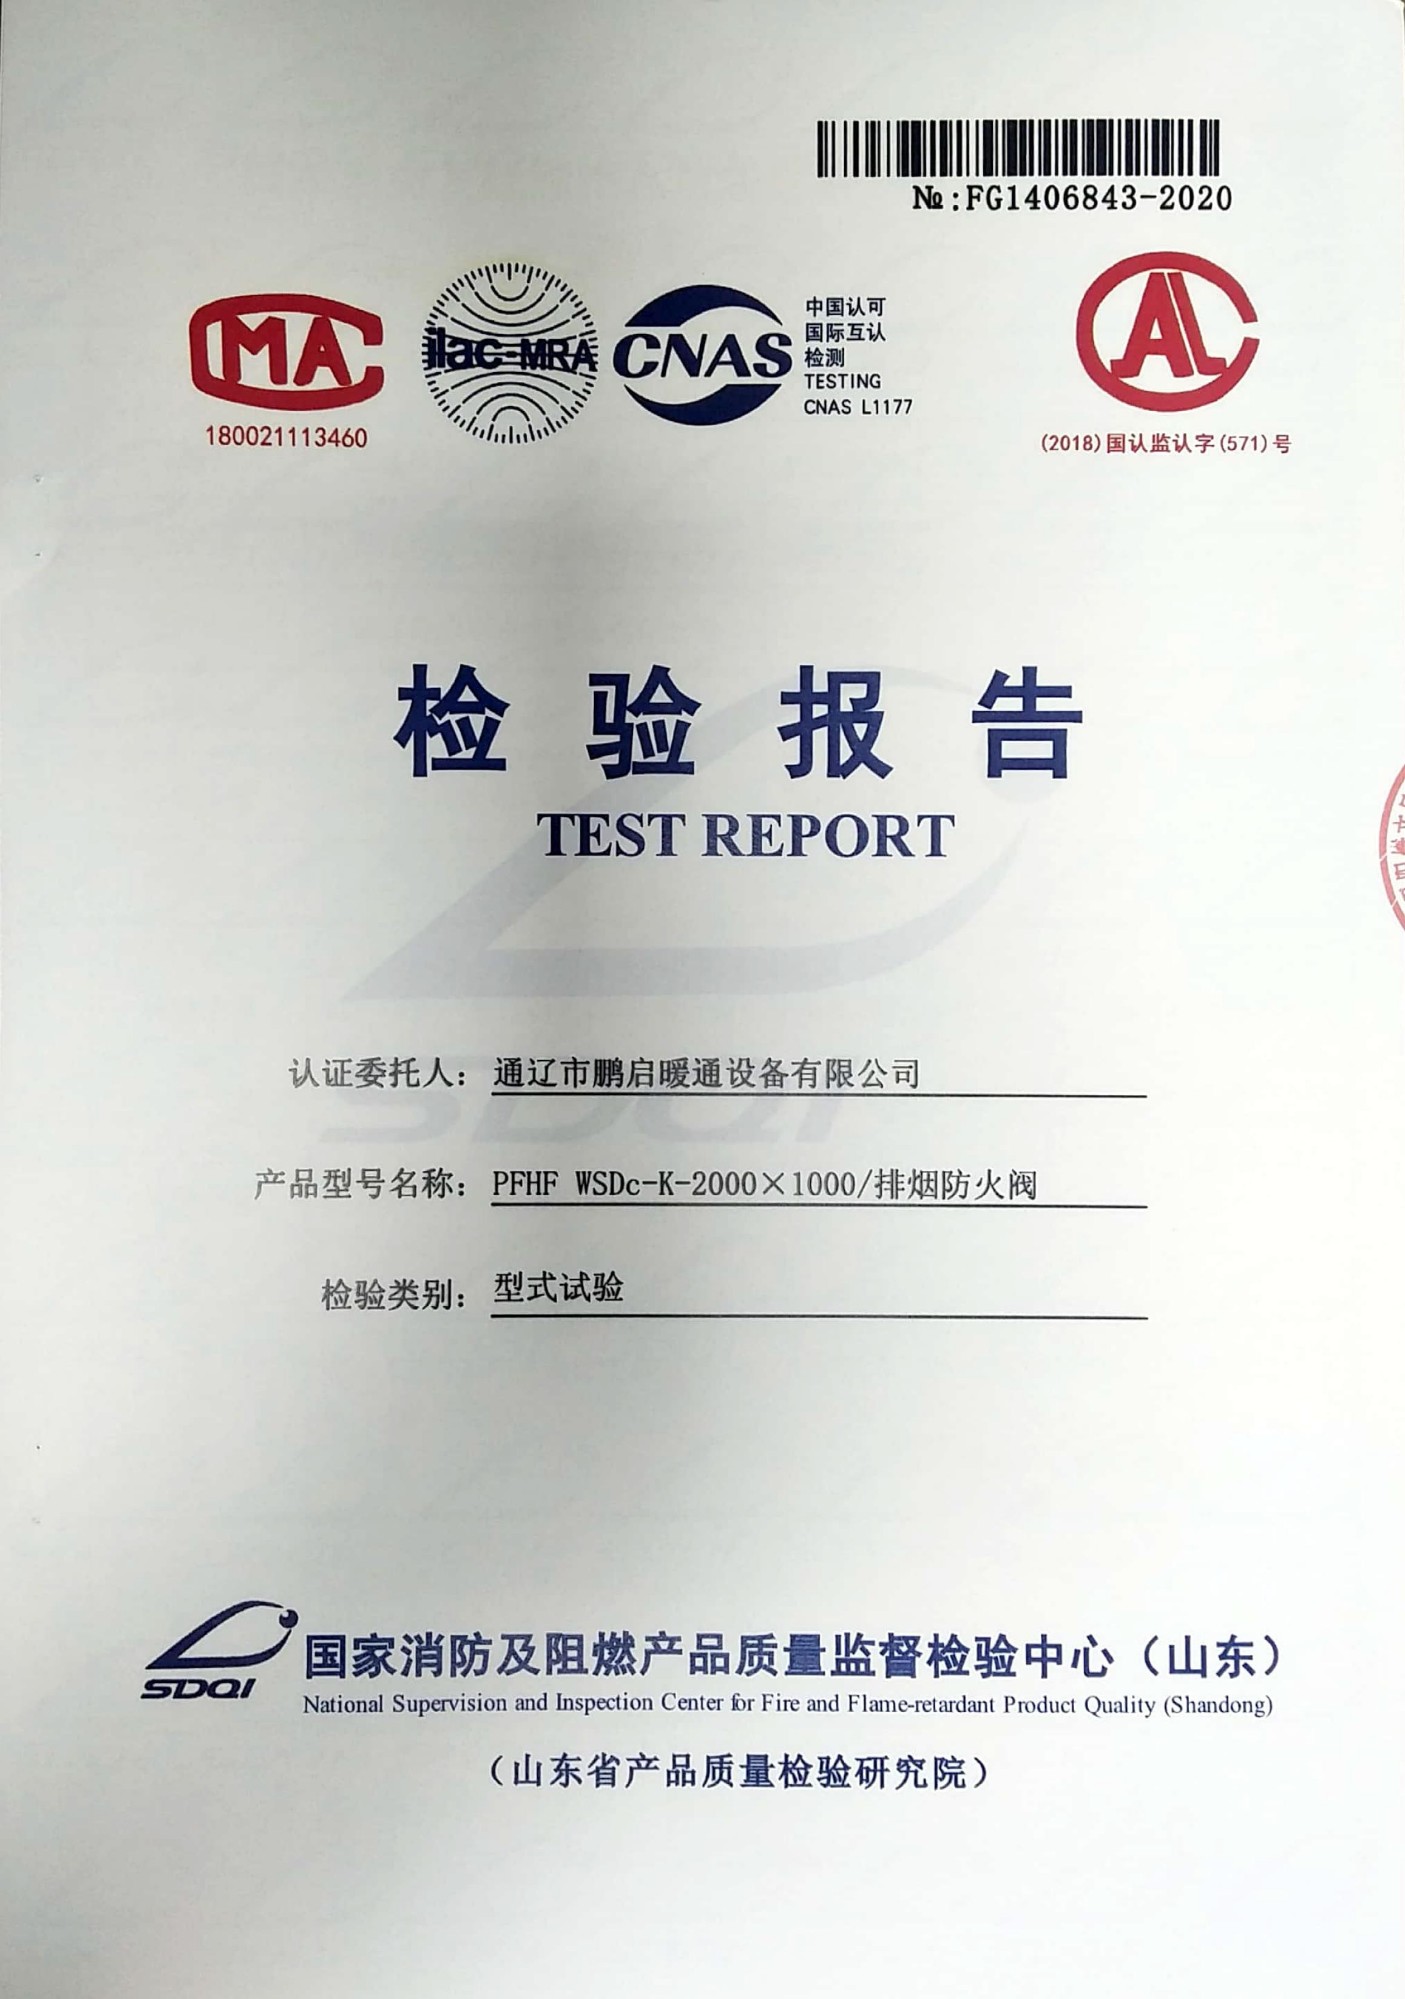 №:FG1406843-2020
MA
180021113460
ilac-MRA
CNAS
中国认可
国际互认
检测
TESTING
CNAS L1177
AL
(2018)国认监认字(571)号
检验报告
TEST REPORT
认证委托人：通辽市鹏启暖通设备有限公司
SDQI
产品型号名称：PFHF WSDc-K-2000×1000/排烟防火阀
检验类别：型式试验
SDQI
国家消防及阻燃产品质量监督检验中心（山东）
National Supervision and Inspection Center for Fire and Flame-retardant Product Quality (Shandong)
（山东省产品质量检验研究院）